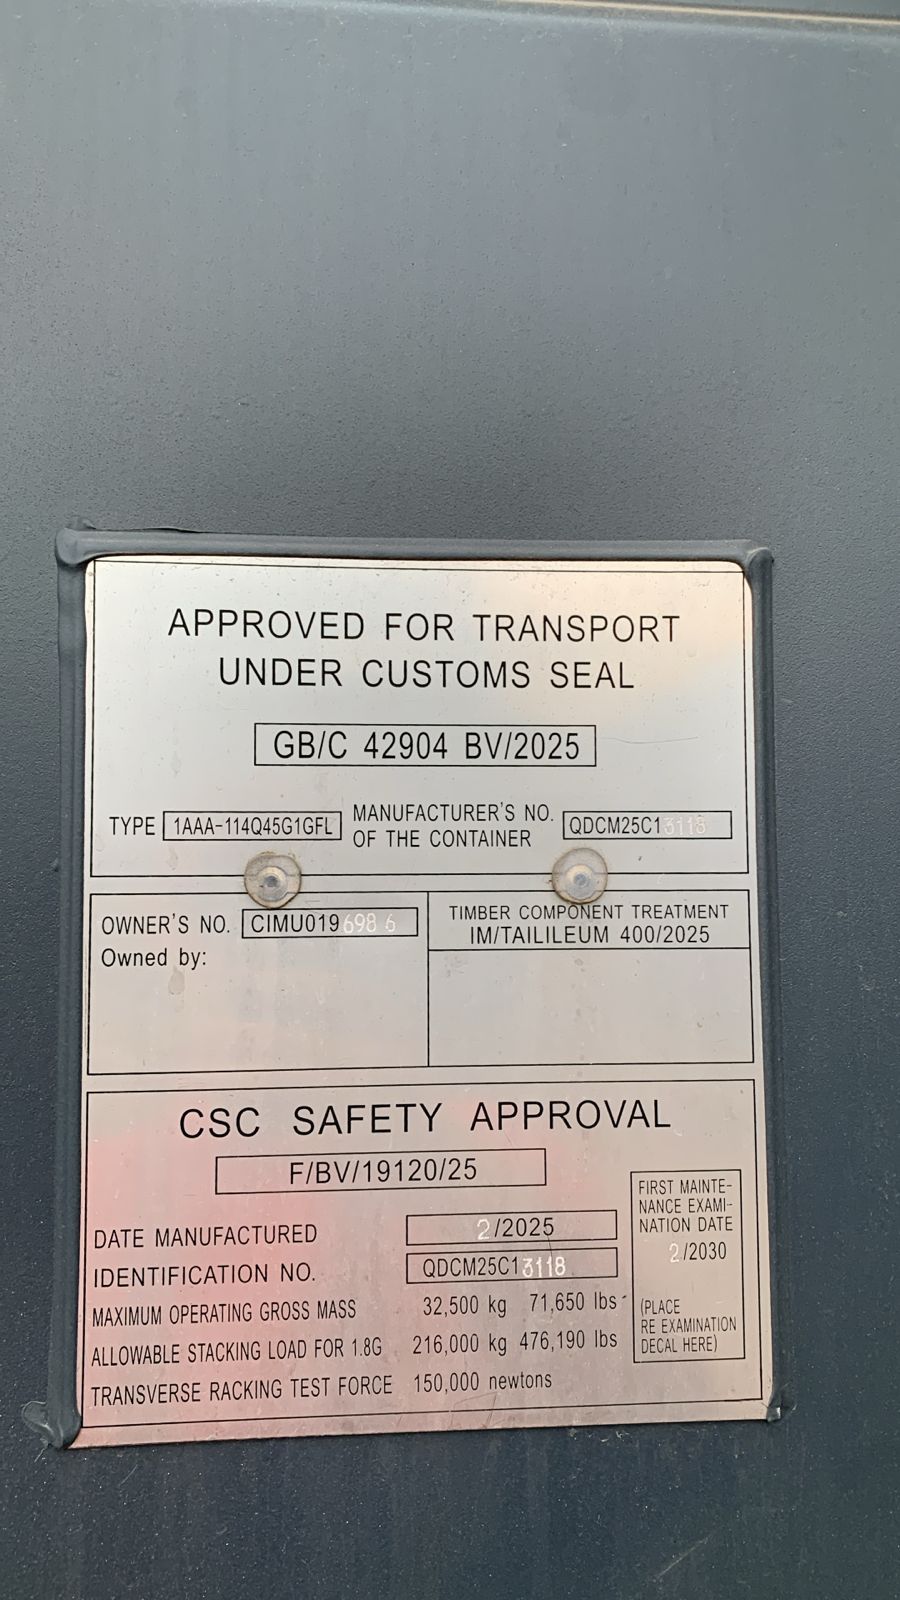 APPROVED FOR TRANSPORT
UNDER CUSTOMS SEAL
GB/C 42904 BV/2025
TYPE 1AAA-114Q45G1GFL
MANUFACTURER'S NO.
OF THE CONTAINER
QDCM25C13118
OWNER'S NO. CIMU019698 6
Owned by:
TIMBER COMPONENT TREATMENT
IM/TAILILEUM 400/2025
CSC SAFETY APPROVAL
F/BV/19120/25
DATE MANUFACTURED 2/2025
IDENTIFICATION NO. QDCM25C13118
MAXIMUM OPERATING GROSS MASS 32,500 kg 71,650 lbs
ALLOWABLE STACKING LOAD FOR 1.8G 216,000 kg 476,190 lbs
TRANSVERSE RACKING TEST FORCE 150,000 newtons
FIRST MAINTE-
NANCE EXAMI-
NATION DATE
2/2030
(PLACE
RE EXAMINATION
DECAL HERE)